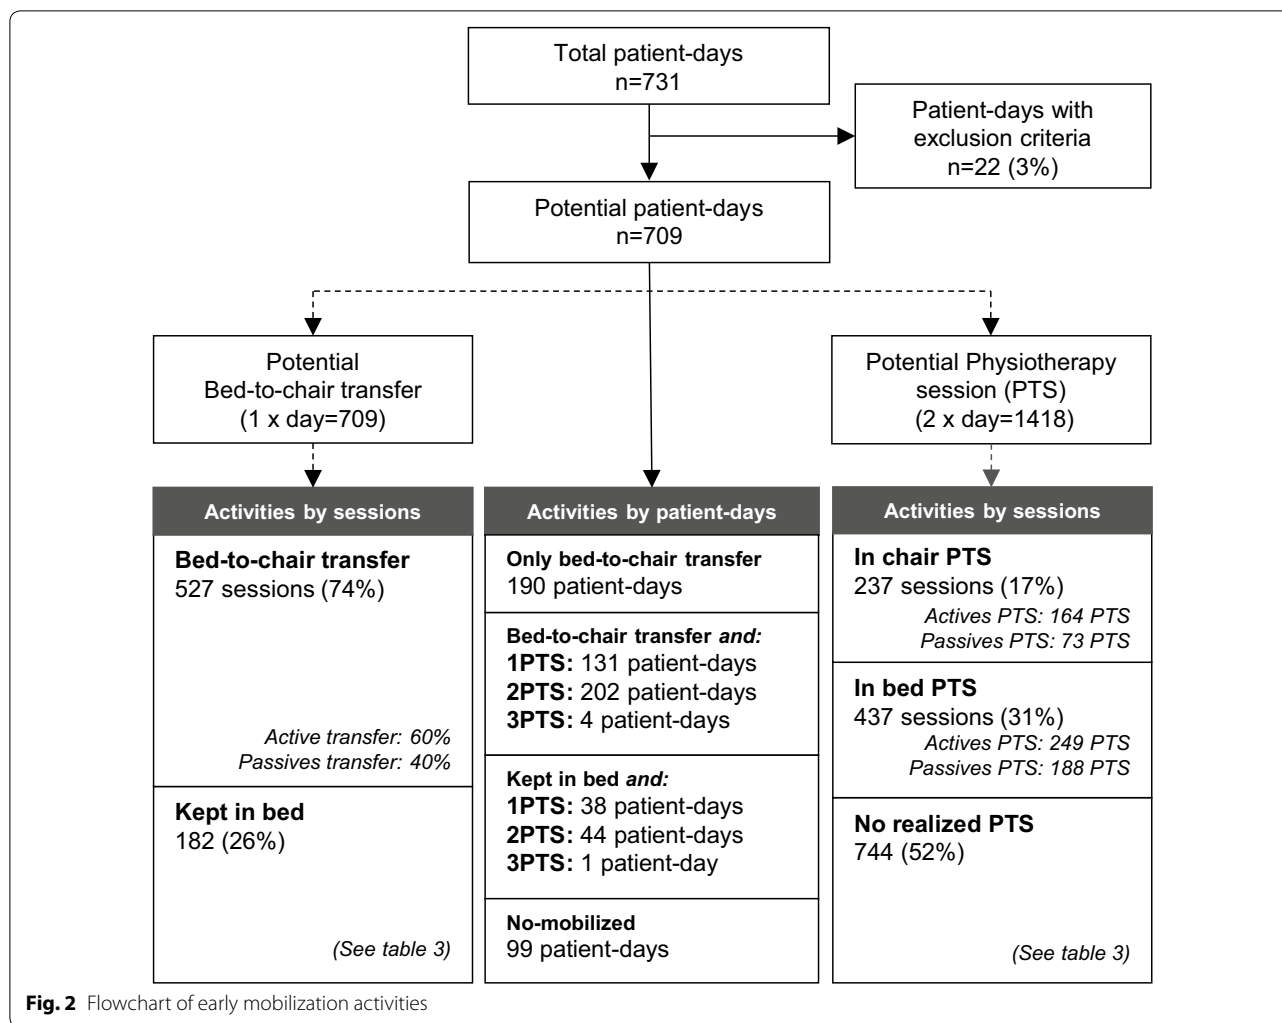 Total patient-days
n=731
Patient-days with
exclusion criteria
n=22 (3%)
Potential patient-days
n=709
Potential
Bed-to-chair transfer
(1 x day=709)
Potential Physiotherapy
session (PTS)
(2 x day=1418)
Activities by sessions
Bed-to-chair transfer
527 sessions (74%)
Active transfer: 60%
Passives transfer: 40%
Kept in bed
182 (26%)
(See table 3)
Activities by patient-days
Only bed-to-chair transfer
190 patient-days
Bed-to-chair transfer and:
1PTS: 131 patient-days
2PTS: 202 patient-days
3PTS: 4 patient-days
Kept in bed and:
1PTS: 38 patient-days
2PTS: 44 patient-days
3PTS: 1 patient-day
No-mobilized
99 patient-days
Activities by sessions
In chair PTS
237 sessions (17%)
Actives PTS: 164 PTS
Passives PTS: 73 PTS
In bed PTS
437 sessions (31%)
Actives PTS: 249 PTS
Passives PTS: 188 PTS
No realized PTS
744 (52%)
(See table 3)
Fig. 2 Flowchart of early mobilization activities